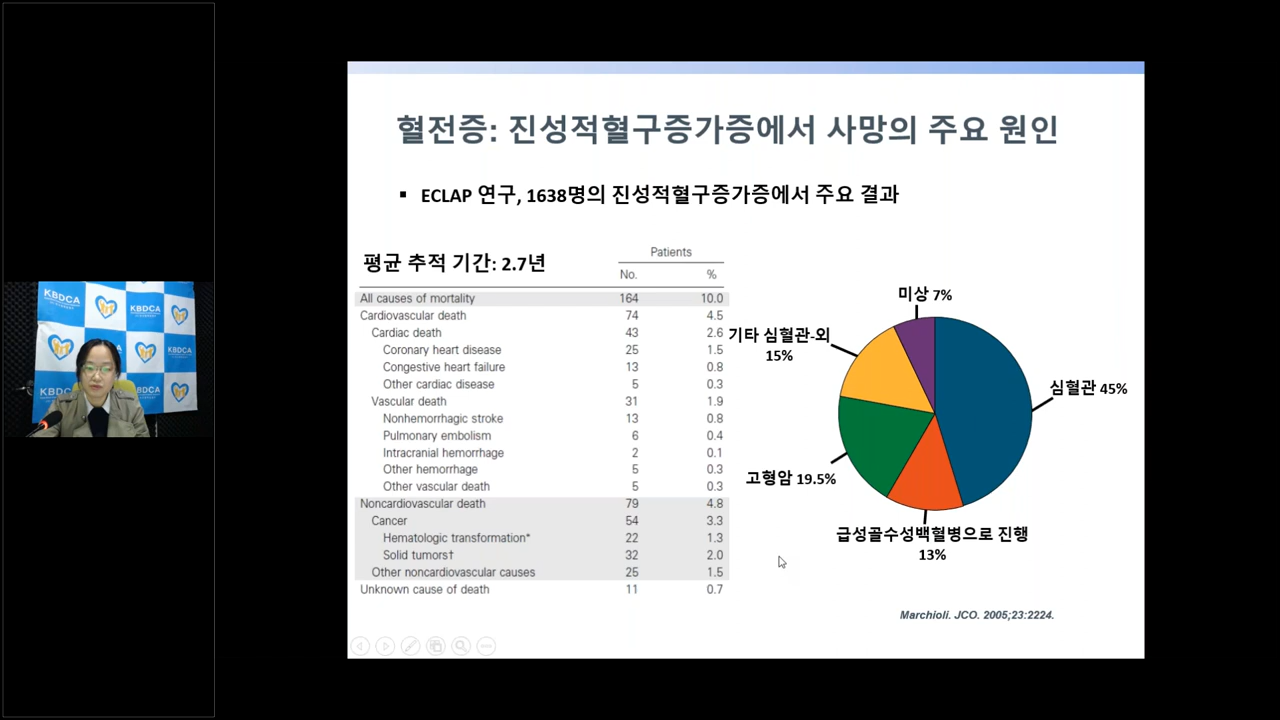 혈전증: 진성적혈구증가증에서 사망의 주요 원인
▪ ECLAP 연구, 1638명의 진성적혈구증가증에서 주요 결과
평균 추적 기간: 2.7년
Patients
No. %
All causes of mortality 164 10.0
Cardiovascular death 74 4.5
Cardiac death 43 2.6
Coronary heart disease 25 1.5
Congestive heart failure 13 0.8
Other cardiac disease 5 0.3
Vascular death 31 1.9
Nonhemorrhagic stroke 13 0.8
Pulmonary embolism 6 0.4
Intracranial hemorrhage 2 0.1
Other hemorrhage 5 0.3
Other vascular death 5 0.3
Noncardiovascular death 79 4.8
Cancer 54 3.3
Hematologic transformation* 22 1.3
Solid tumors† 32 2.0
Other noncardiovascular causes 25 1.5
Unknown cause of death 11 0.7
미상 7%
기타 심혈관-외
15%
심혈관 45%
고형암 19.5%
급성골수성백혈병으로 진행
13%
Marchioli. JCO. 2005;23:2224.
KBDCA
KBDCA
KBDCA
KBDCA